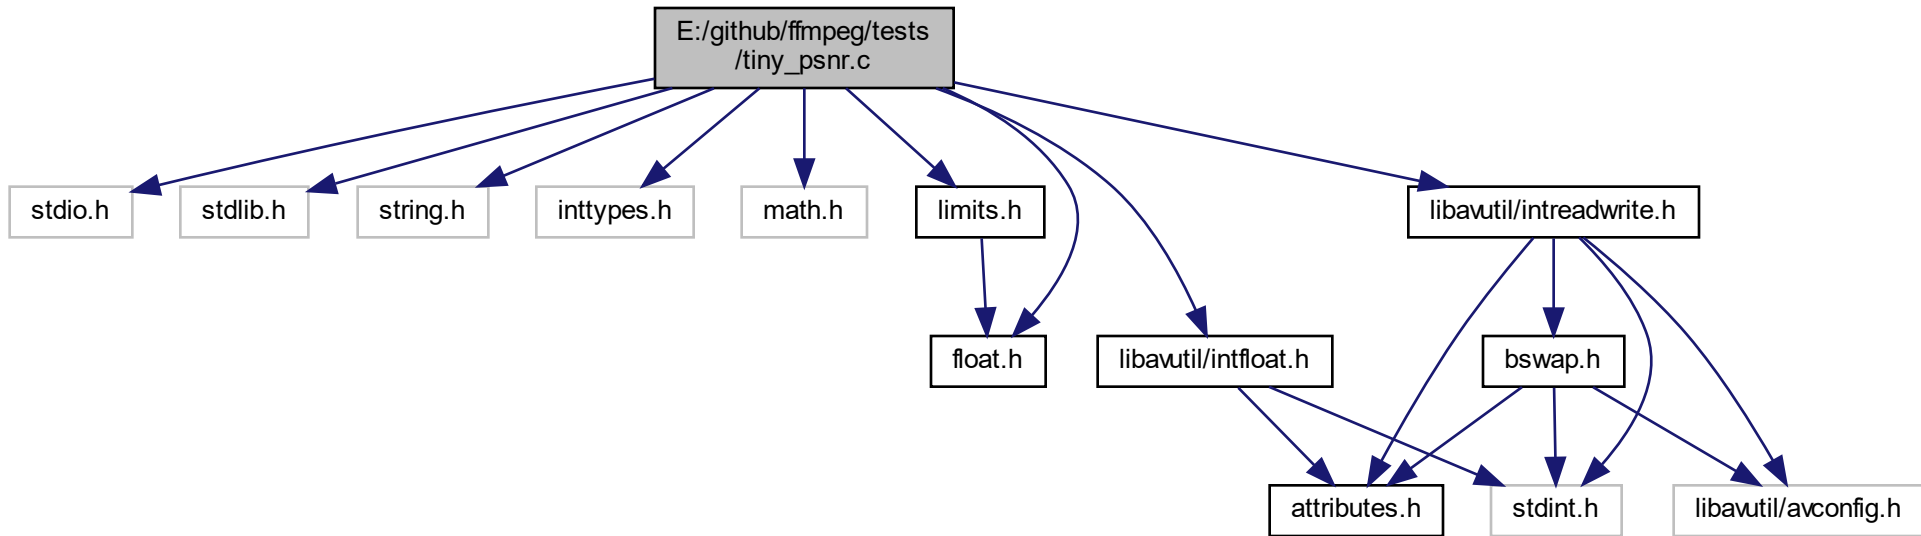 E:/github/ffmpeg/tests
/tiny_psnr.c
stdio.h
stdlib.h
string.h
inttypes.h
math.h
limits.h
libavutil/intreadwrite.h
float.h
libavutil/intfloat.h
bswap.h
attributes.h
stdint.h
libavutil/avconfig.h